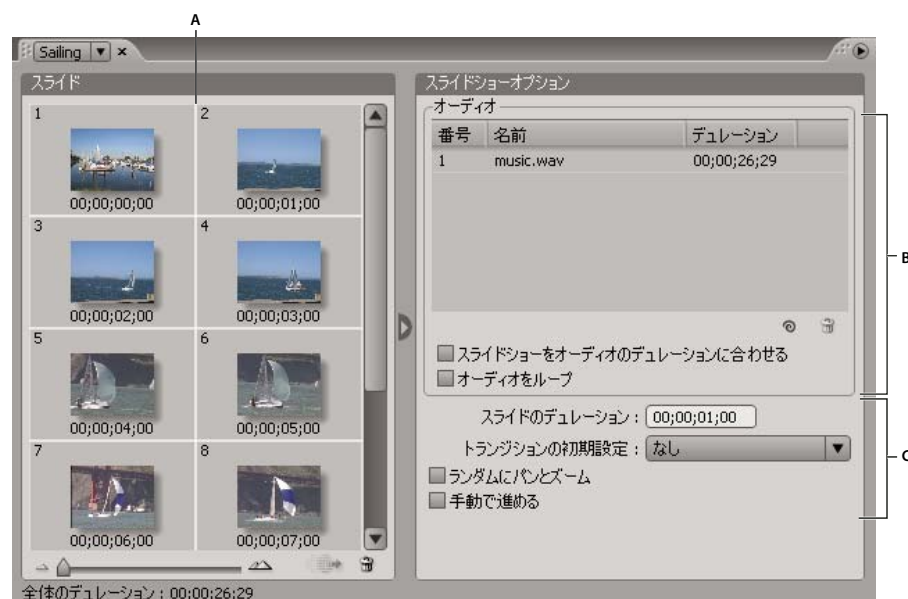 A
Sailing
スライド
1
2
00;00;00;00
00;00;01;00
3
4
00;00;02;00
00;00;03;00
5
6
00;00;04;00
00;00;05;00
7
8
00;00;06;00
00;00;07;00
全体のデュレーション : 00;00;26;29
スライドショーオプション
オーディオ
番号 名前 デュレーション
1 music.wav 00;00;26;29
スライドショーをオーディオのデュレーションに合わせる
オーディオをループ
B
スライドのデュレーション : 00;00;01;00
トランジションの初期設定 : なし
ランダムにパンとズーム
手動で進める
C